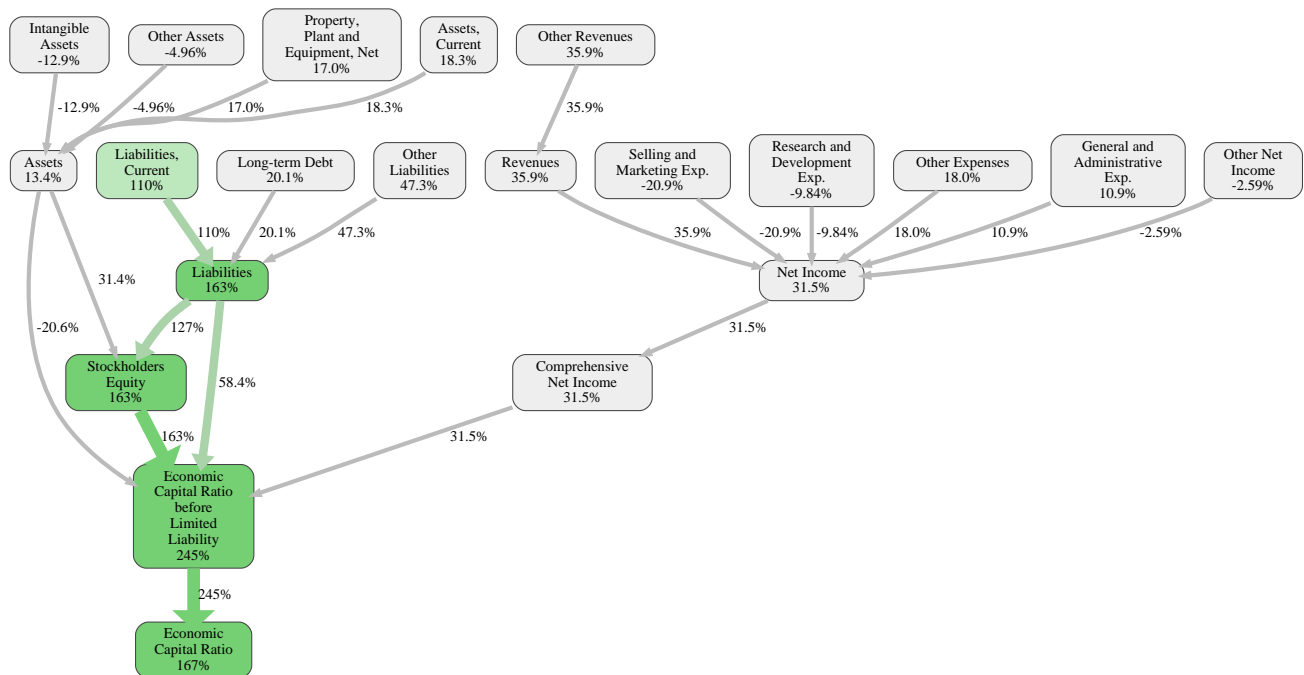 Intangible
Assets
-12.9%
Other Assets
-4.96%
Property,
Plant and
Equipment, Net
17.0%
Assets,
Current
18.3%
Other Revenues
35.9%
-12.9%
-4.96%
17.0%
18.3%
35.9%
Assets
13.4%
Liabilities,
Current
110%
Long-term Debt
20.1%
Other
Liabilities
47.3%
Revenues
35.9%
Selling and
Marketing Exp.
-20.9%
Research and
Development
Exp.
-9.84%
Other Expenses
18.0%
General and
Administrative
Exp.
10.9%
Other Net
Income
-2.59%
110%
20.1%
47.3%
35.9%
-20.9%
-9.84%
18.0%
10.9%
-2.59%
Liabilities
163%
Net Income
31.5%
31.4%
-20.6%
127%
31.5%
Stockholders
Equity
163%
58.4%
Comprehensive
Net Income
31.5%
163%
31.5%
Economic
Capital Ratio
before
Limited
Liability
245%
245%
Economic
Capital Ratio
167%